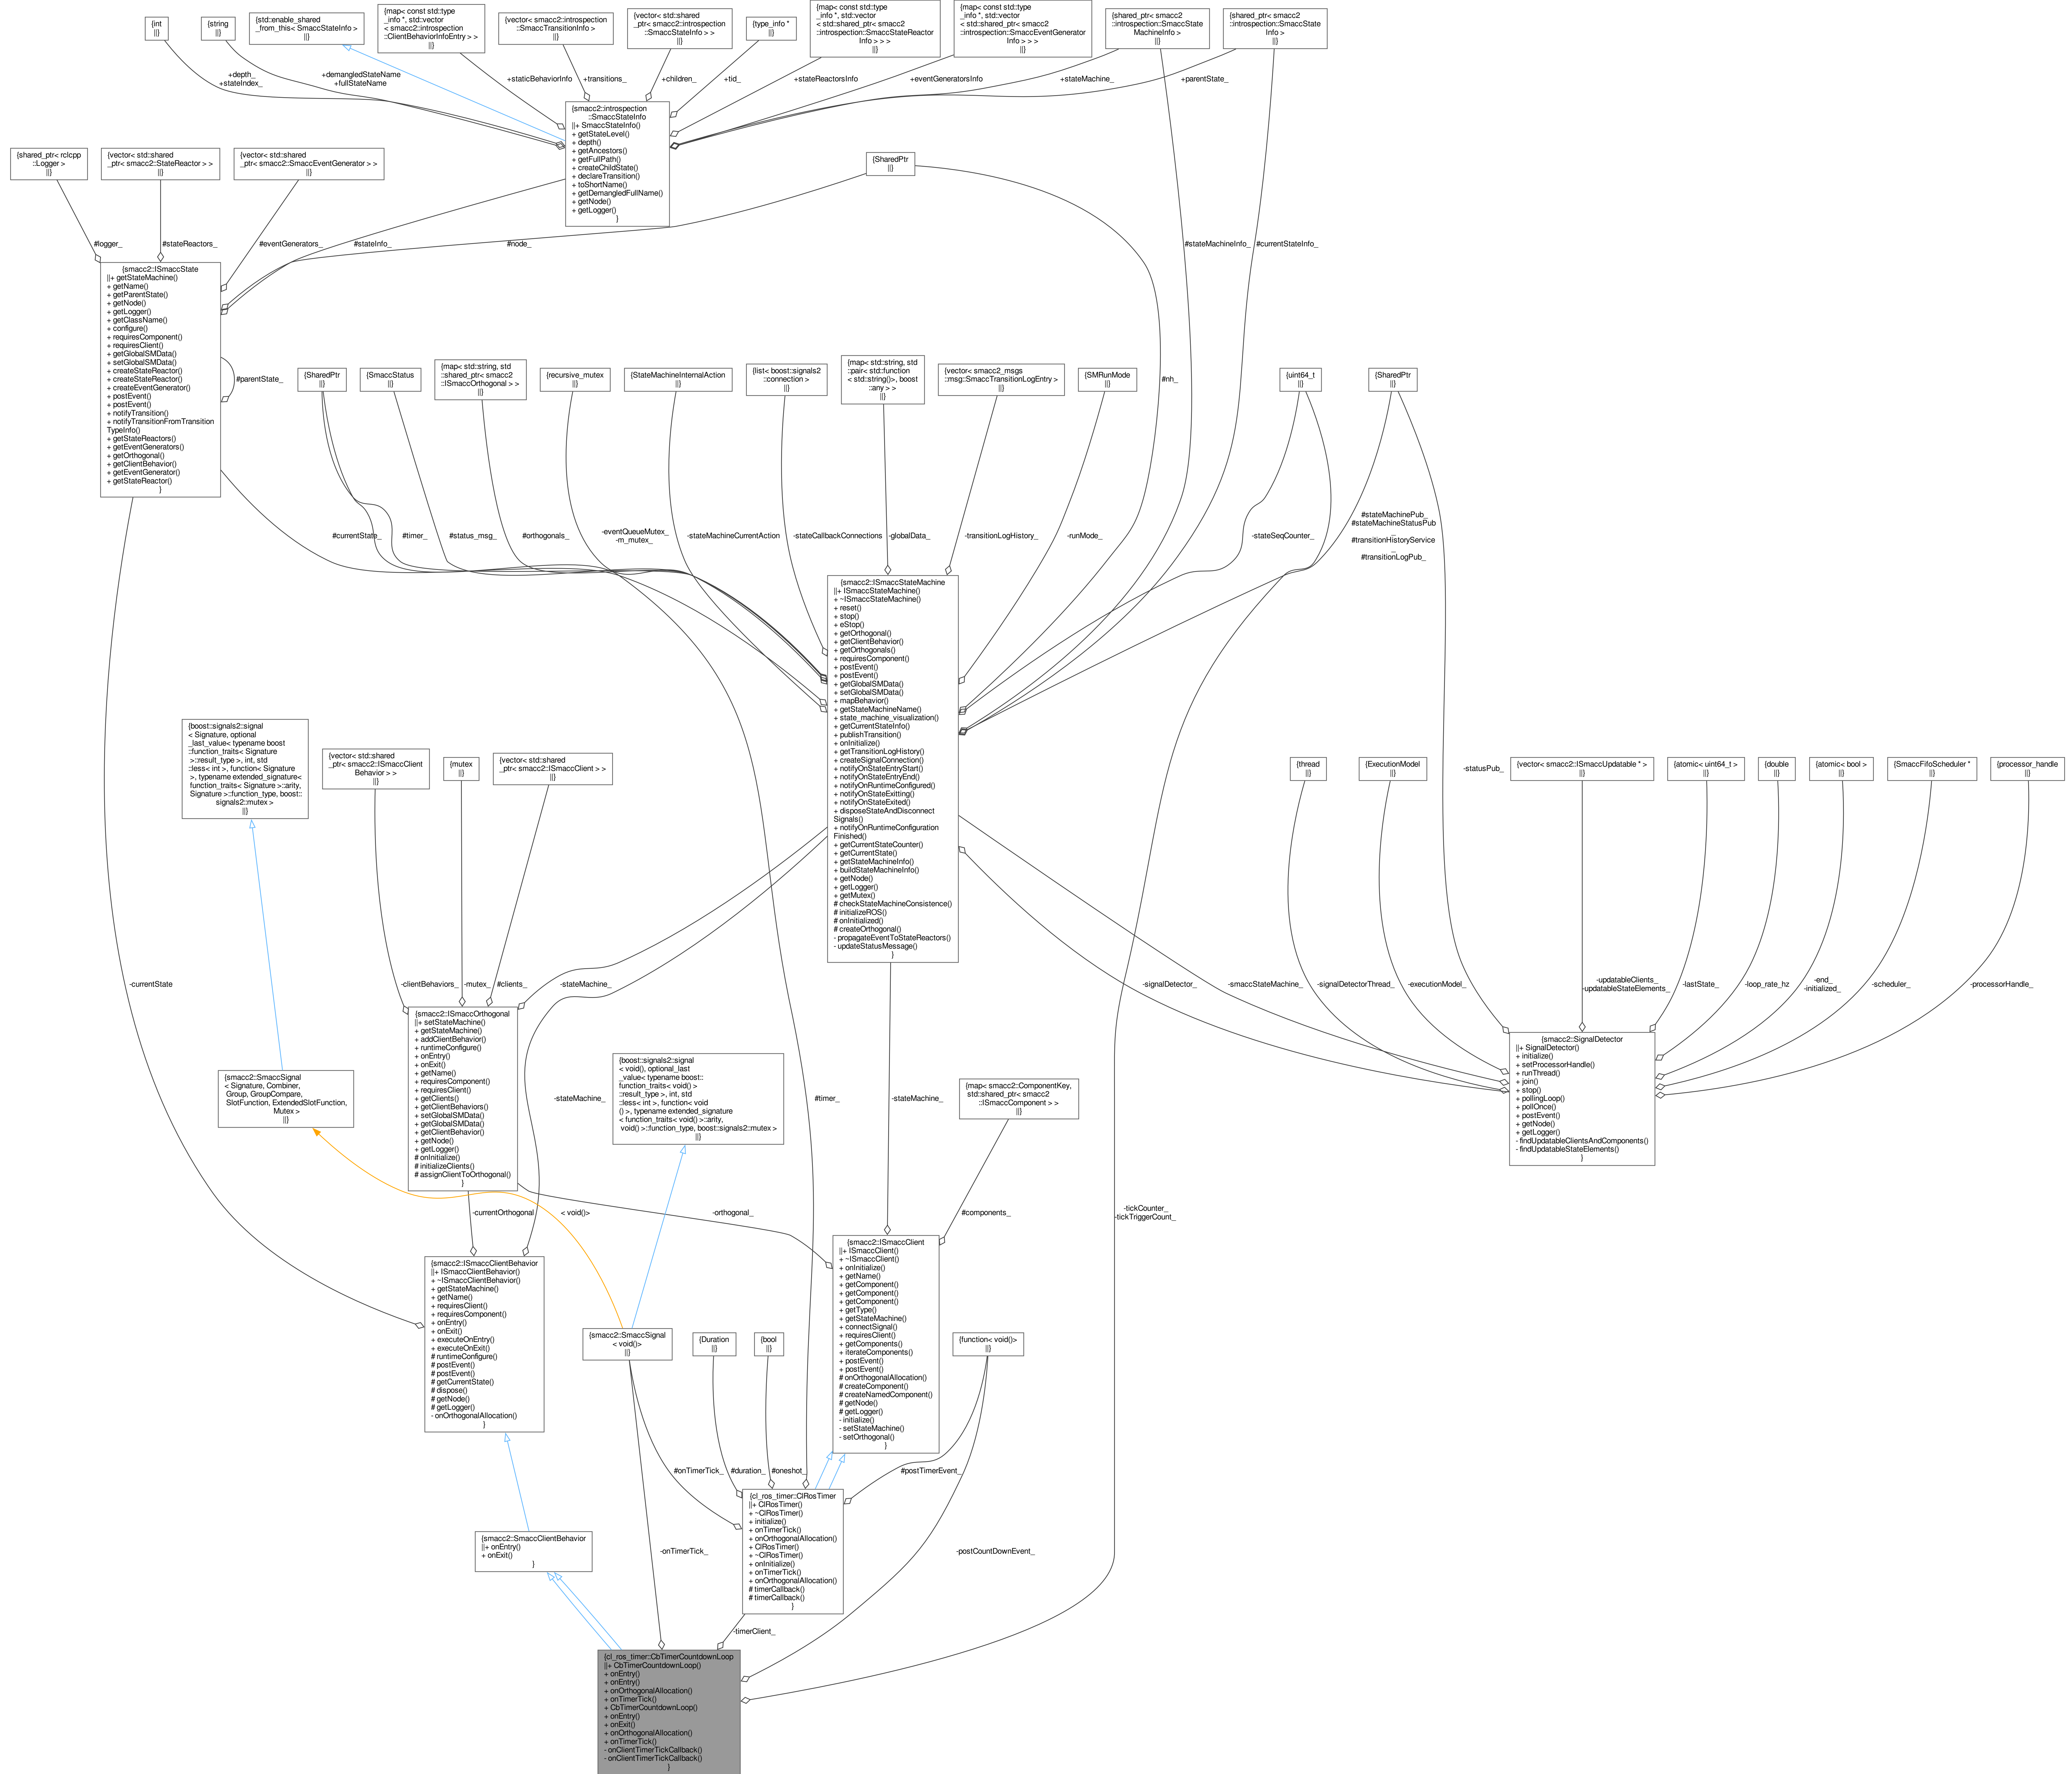 {int
||}
{string
||}
{std::enable_shared
_from_this< SmaccStateInfo >
||}
{map< const std::type
_info *, std::vector
< smacc2::introspection
::ClientBehaviorInfoEntry > >
||}
{vector< smacc2::introspection
::SmaccTransitionInfo >
||}
{vector< std::shared
_ptr< smacc2::introspection
::SmaccStateInfo > >
||}
{type_info *
||}
{map< const std::type
_info *, std::vector
< std::shared_ptr< smacc2
::introspection::SmaccStateReactor
Info > > >
||}
{map< const std::type
_info *, std::vector
< std::shared_ptr< smacc2
::introspection::SmaccEventGenerator
Info > > >
||}
{shared_ptr< smacc2
::introspection::SmaccState
MachineInfo >
||}
{shared_ptr< smacc2
::introspection::SmaccState
Info >
||}
+depth_
+stateIndex_
+demangledStateName
+fullStateName
+staticBehaviorInfo
+transitions_
+children_
+tid_
+stateReactorsInfo
+eventGeneratorsInfo
+stateMachine_
+parentState_
{smacc2::introspection
::SmaccStateInfo
||+ SmaccStateInfo()
+ getStateLevel()
+ depth()
+ getAncestors()
+ getFullPath()
+ createChildState()
+ declareTransition()
+ toShortName()
+ getDemangledFullName()
+ getNode()
+ getLogger()
}
{shared_ptr< rclcpp
::Logger >
||}
{vector< std::shared
_ptr< smacc2::StateReactor > >
||}
{vector< std::shared
_ptr< smacc2::SmaccEventGenerator > >
||}
{SharedPtr
||}
#logger_
#stateReactors_
#eventGenerators_
#stateInfo_
#node_
#stateMachineInfo_
#currentStateInfo_
{smacc2::ISmaccState
||+ getStateMachine()
+ getName()
+ getParentState()
+ getNode()
+ getLogger()
+ getClassName()
+ configure()
+ requiresComponent()
+ requiresClient()
+ getGlobalSMData()
+ setGlobalSMData()
+ createStateReactor()
+ createStateReactor()
+ createEventGenerator()
+ postEvent()
+ postEvent()
+ notifyTransition()
+ notifyTransitionFromTransition
TypeInfo()
+ getStateReactors()
+ getEventGenerators()
+ getOrthogonal()
+ getClientBehavior()
+ getEventGenerator()
+ getStateReactor()
}
#parentState_
{SharedPtr
||}
{SmaccStatus
||}
{map< std::string, std
::shared_ptr< smacc2
::ISmaccOrthogonal > >
||}
{recursive_mutex
||}
{StateMachineInternalAction
||}
{list< boost::signals2
::connection >
||}
{map< std::string, std
::pair< std::function
< std::string()>, boost
::any > >
||}
{vector< smacc2_msgs
::msg::SmaccTransitionLogEntry >
||}
{SMRunMode
||}
#nh_
{uint64_t
||}
{SharedPtr
||}
#currentState_
#timer_
#status_msg_
#orthogonals_
-eventQueueMutex_
-m_mutex_
-stateMachineCurrentAction
-stateCallbackConnections
-globalData_
-transitionLogHistory_
-runMode_
-stateSeqCounter_
#stateMachinePub_
#stateMachineStatusPub
_
#transitionHistoryService
_
#transitionLogPub_
{smacc2::ISmaccStateMachine
||+ ISmaccStateMachine()
+ ~ISmaccStateMachine()
+ reset()
+ stop()
+ eStop()
+ getOrthogonal()
+ getClientBehavior()
+ getOrthogonals()
+ requiresComponent()
+ postEvent()
+ postEvent()
+ getGlobalSMData()
+ setGlobalSMData()
+ mapBehavior()
+ getStateMachineName()
+ state_machine_visualization()
+ getCurrentStateInfo()
+ publishTransition()
+ onInitialize()
+ getTransitionLogHistory()
+ createSignalConnection()
+ notifyOnStateEntryStart()
+ notifyOnStateEntryEnd()
+ notifyOnRuntimeConfigured()
+ notifyOnStateExitting()
+ notifyOnStateExited()
+ disposeStateAndDisconnect
Signals()
+ notifyOnRuntimeConfiguration
Finished()
+ getCurrentStateCounter()
+ getCurrentState()
+ getStateMachineInfo()
+ buildStateMachineInfo()
+ getNode()
+ getLogger()
+ getMutex()
# checkStateMachineConsistence()
# initializeROS()
# onInitialized()
# createOrthogonal()
- propagateEventToStateReactors()
- updateStatusMessage()
}
{boost::signals2::signal
< Signature, optional
_last_value< typename boost
::function_traits< Signature
>::result_type >, int, std
::less< int >, function< Signature
>, typename extended_signature<
function_traits< Signature >::arity,
Signature >::function_type, boost::
signals2::mutex >
||}
{vector< std::shared
_ptr< smacc2::ISmaccClient
Behavior > >
||}
{mutex
||}
{vector< std::shared
_ptr< smacc2::ISmaccClient > >
||}
{thread
||}
{ExecutionModel
||}
-statusPub_
{vector< smacc2::ISmaccUpdatable * >
||}
{atomic< uint64_t >
||}
{double
||}
{atomic< bool >
||}
{SmaccFifoScheduler *
||}
{processor_handle
||}
-currentState
-clientBehaviors_
-mutex_
#clients_
-stateMachine_
-signalDetector_
-smaccStateMachine_
-signalDetectorThread_
-executionModel_
-updatableClients_
-updatableStateElements_
-lastState_
-loop_rate_hz
-end_
-initialized_
-scheduler_
-processorHandle_
{smacc2::ISmaccOrthogonal
||+ setStateMachine()
+ getStateMachine()
+ addClientBehavior()
+ runtimeConfigure()
+ onEntry()
+ onExit()
+ getName()
+ requiresComponent()
+ requiresClient()
+ getClients()
+ getClientBehaviors()
+ setGlobalSMData()
+ getGlobalSMData()
+ getClientBehavior()
+ getNode()
+ getLogger()
# onInitialize()
# initializeClients()
# assignClientToOrthogonal()
}
{smacc2::SignalDetector
||+ SignalDetector()
+ initialize()
+ setProcessorHandle()
+ runThread()
+ join()
+ stop()
+ pollingLoop()
+ pollOnce()
+ postEvent()
+ getNode()
+ getLogger()
- findUpdatableClientsAndComponents()
- findUpdatableStateElements()
}
{smacc2::SmaccSignal
< Signature, Combiner,
Group, GroupCompare,
SlotFunction, ExtendedSlotFunction,
Mutex >
||}
{boost::signals2::signal
< void(), optional_last
_value< typename boost::
function_traits< void()>
::result_type >, int, std
::less< int >, function< void
() >, typename extended_signature
< function_traits< void() >::arity,
void() >::function_type, boost::signals2::mutex >
||}
-stateMachine_
#timer_
-stateMachine_
{map< smacc2::ComponentKey,
std::shared_ptr< smacc2
::ISmaccComponent > >
||}
-currentOrthogonal
< void()>
-orthogonal_
#components_
-tickCounter_
-tickTriggerCount_
{smacc2::ISmaccClientBehavior
||+ ISmaccClientBehavior()
+ ~ISmaccClientBehavior()
+ getStateMachine()
+ getName()
+ requiresClient()
+ requiresComponent()
+ onEntry()
+ onExit()
+ executeOnEntry()
+ executeOnExit()
# runtimeConfigure()
# postEvent()
# postEvent()
# getCurrentState()
# dispose()
# getNode()
# getLogger()
- onOrthogonalAllocation()
}
{smacc2::ISmaccClient
||+ ISmaccClient()
+ ~ISmaccClient()
+ onInitialize()
+ getName()
+ getComponent()
+ getComponent()
+ getComponent()
+ getType()
+ getStateMachine()
+ connectSignal()
+ requiresClient()
+ getComponents()
+ iterateComponents()
+ postEvent()
+ postEvent()
# onOrthogonalAllocation()
# createComponent()
# createNamedComponent()
# getNode()
# getLogger()
- initialize()
- setStateMachine()
- setOrthogonal()
}
{smacc2::SmaccSignal
< void()>
||}
{Duration
||}
{bool
||}
{function< void()>
||}
#onTimerTick_
#duration_
#oneshot_
#postTimerEvent_
{cl_ros_timer::ClRosTimer
||+ ClRosTimer()
+ ~ClRosTimer()
+ initialize()
+ onTimerTick()
+ onOrthogonalAllocation()
+ ClRosTimer()
+ ~ClRosTimer()
+ onInitialize()
+ onTimerTick()
+ onOrthogonalAllocation()
# timerCallback()
# timerCallback()
}
{smacc2::SmaccClientBehavior
||+ onEntry()
+ onExit()
}
-onTimerTick_
-postCountDownEvent_
-timerClient_
{cl_ros_timer::CbTimerCountdownLoop
||+ CbTimerCountdownLoop()
+ onEntry()
+ onEntry()
+ onOrthogonalAllocation()
+ onTimerTick()
+ CbTimerCountdownLoop()
+ onEntry()
+ onExit()
+ onOrthogonalAllocation()
+ onTimerTick()
- onClientTimerTickCallback()
- onClientTimerTickCallback()
}